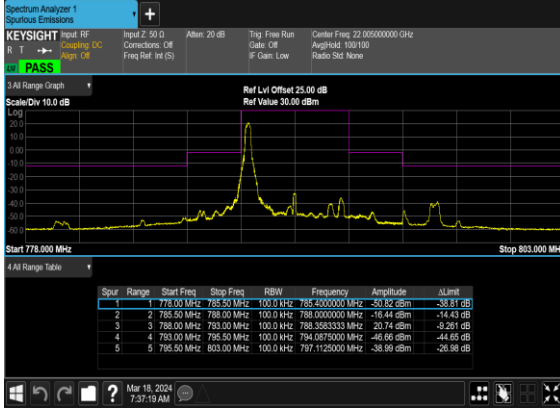 Spectrum Analyzer 1
Spurious Emissions
+
KEYSIGHT Input: RF Input Z: 50 Ω Atten: 20 dB Trig: Free Run Center Freq: 22.005000000 GHz
R T Coupling: DC Corrections: Off Gate: Off Avg|Hold: 100/100
Align: Off Freq Ref: Int (S) IF Gain: Low Radio Std: None
PASS
3 All Range Graph
Ref Lvl Offset 25.00 dB
Scale/Div 10.0 dB Ref Value 30.00 dBm
Log
20.0
10.0
0.00
-10.0
-20.0
-30.0
-40.0
-50.0
-60.0
Start 778.000 MHz Stop 803.000 MH
4 All Range Table
Spur Range Start Freq Stop Freq RBW Frequency Amplitude ΔLimit
1 1 778.00 MHz 785.50 MHz 100.0 kHz 785.4000000 MHz -50.82 dBm -38.81 dB
2 2 785.50 MHz 788.00 MHz 100.0 kHz 788.0000000 MHz -16.44 dBm -14.43 dB
3 3 788.00 MHz 793.00 MHz 100.0 kHz 788.3583333 MHz 20.74 dBm -9.261 dB
4 4 793.00 MHz 795.50 MHz 100.0 kHz 794.0875000 MHz -46.66 dBm -44.65 dB
5 5 795.50 MHz 803.00 MHz 100.0 kHz 797.1125000 MHz -38.99 dBm -26.98 dB
? Mar 18, 2024
7:37:19 AM